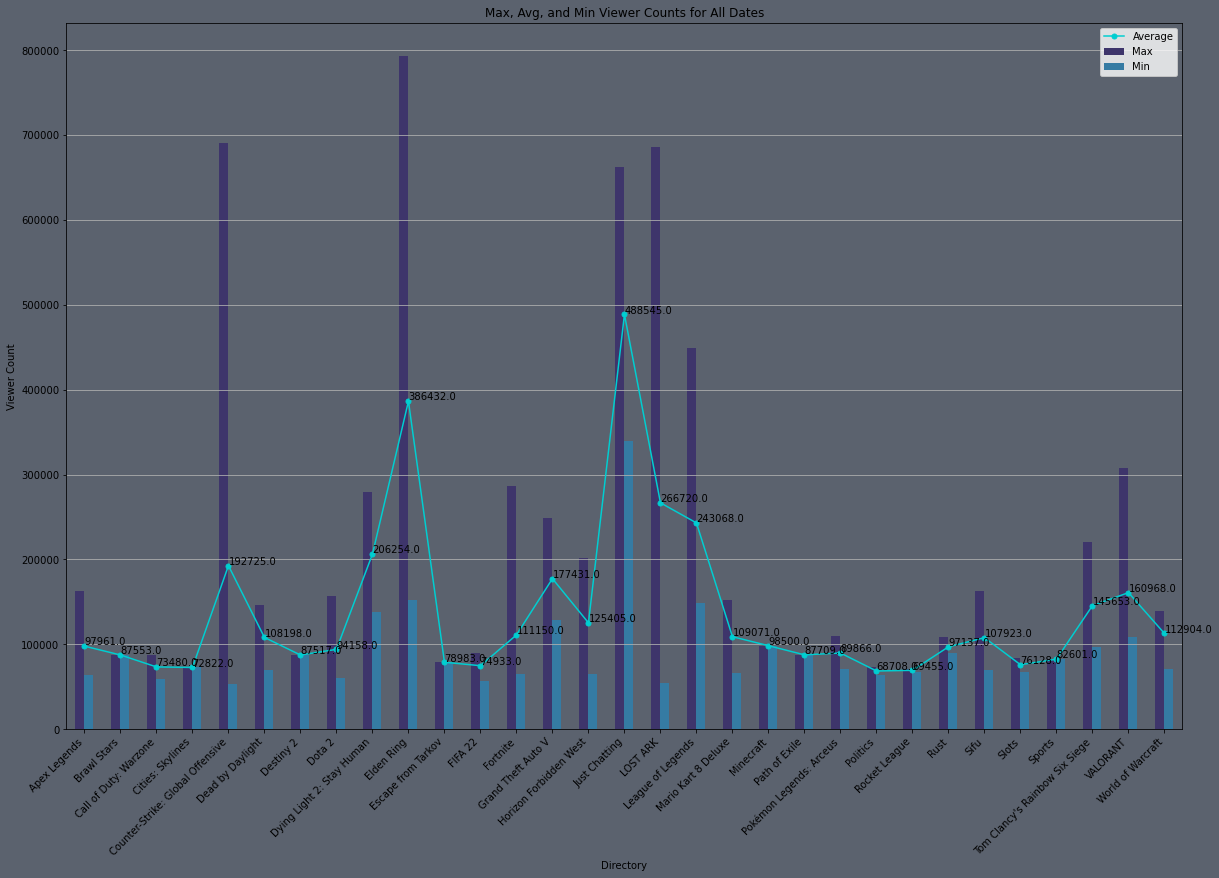 Max, Avg, and Min Viewer Counts for All Dates
Average
Max
Min
800000
700000
600000
500000
400000
300000
200000
100000
0
Viewer Count
97961.0
87553.0
73480.0
72822.0
192725.0
108198.0
87517.0
94158.0
206254.0
386432.0
78983.0
74933.0
111150.0
177431.0
125405.0
488545.0
266720.0
243068.0
109071.0
98500.0
87709.0
89866.0
68708.0
69455.0
97137.0
107923.0
76128.0
82601.0
145653.0
160968.0
112904.0
Apex Legends
Brawl Stars
Call of Duty: Warzone
Cities: Skylines
Counter-Strike: Global Offensive
Dead by Daylight
Destiny 2
Dota 2
Dying Light 2: Stay Human
Elden Ring
Escape from Tarkov
FIFA 22
Fortnite
Grand Theft Auto V
Horizon Forbidden West
Just Chatting
LOST ARK
League of Legends
Mario Kart 8 Deluxe
Minecraft
Path of Exile
Pokémon Legends: Arceus
Politics
Rocket League
Rust
Sifu
Slots
Sports
Tom Clancy's Rainbow Six Siege
VALORANT
World of Warcraft
Directory